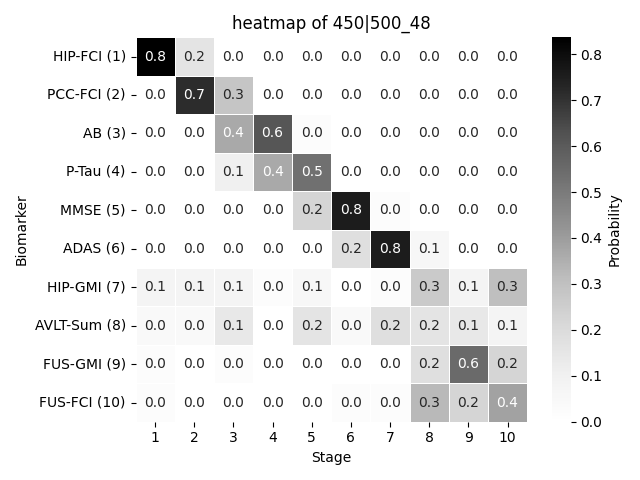 heatmap of 450|500_48
HIP-FCI (1) 0.8 0.2 0.0 0.0 0.0 0.0 0.0 0.0 0.0 0.0
PCC-FCI (2) 0.0 0.7 0.3 0.0 0.0 0.0 0.0 0.0 0.0 0.0
AB (3) 0.0 0.0 0.4 0.6 0.0 0.0 0.0 0.0 0.0 0.0
P-Tau (4) 0.0 0.0 0.1 0.4 0.5 0.0 0.0 0.0 0.0 0.0
MMSE (5) 0.0 0.0 0.0 0.0 0.2 0.8 0.0 0.0 0.0 0.0
ADAS (6) 0.0 0.0 0.0 0.0 0.0 0.2 0.8 0.1 0.0 0.0
HIP-GMI (7) 0.1 0.1 0.1 0.0 0.1 0.0 0.0 0.3 0.1 0.3
AVLT-Sum (8) 0.0 0.0 0.1 0.0 0.2 0.0 0.2 0.2 0.1 0.1
FUS-GMI (9) 0.0 0.0 0.0 0.0 0.0 0.0 0.0 0.2 0.6 0.2
FUS-FCI (10) 0.0 0.0 0.0 0.0 0.0 0.0 0.0 0.3 0.2 0.4
1 2 3 4 5 6 7 8 9 10
Stage
Biomarker
0.8
0.7
0.6
0.5
0.4
0.3
0.2
0.1
0.0
Probability